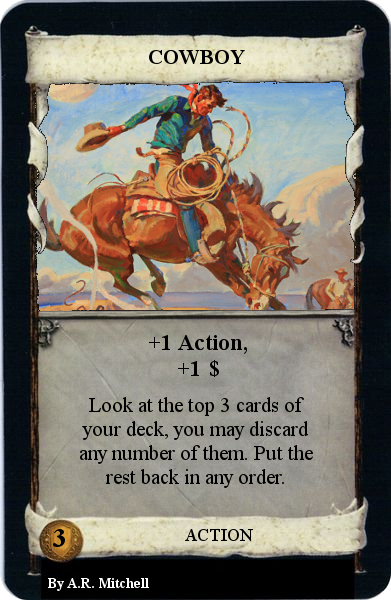 COWBOY
+1 Action,
+1 $
Look at the top 3 cards of
your deck, you may discard
any number of them. Put the
rest back in any order.
3
ACTION
By A.R. Mitchell